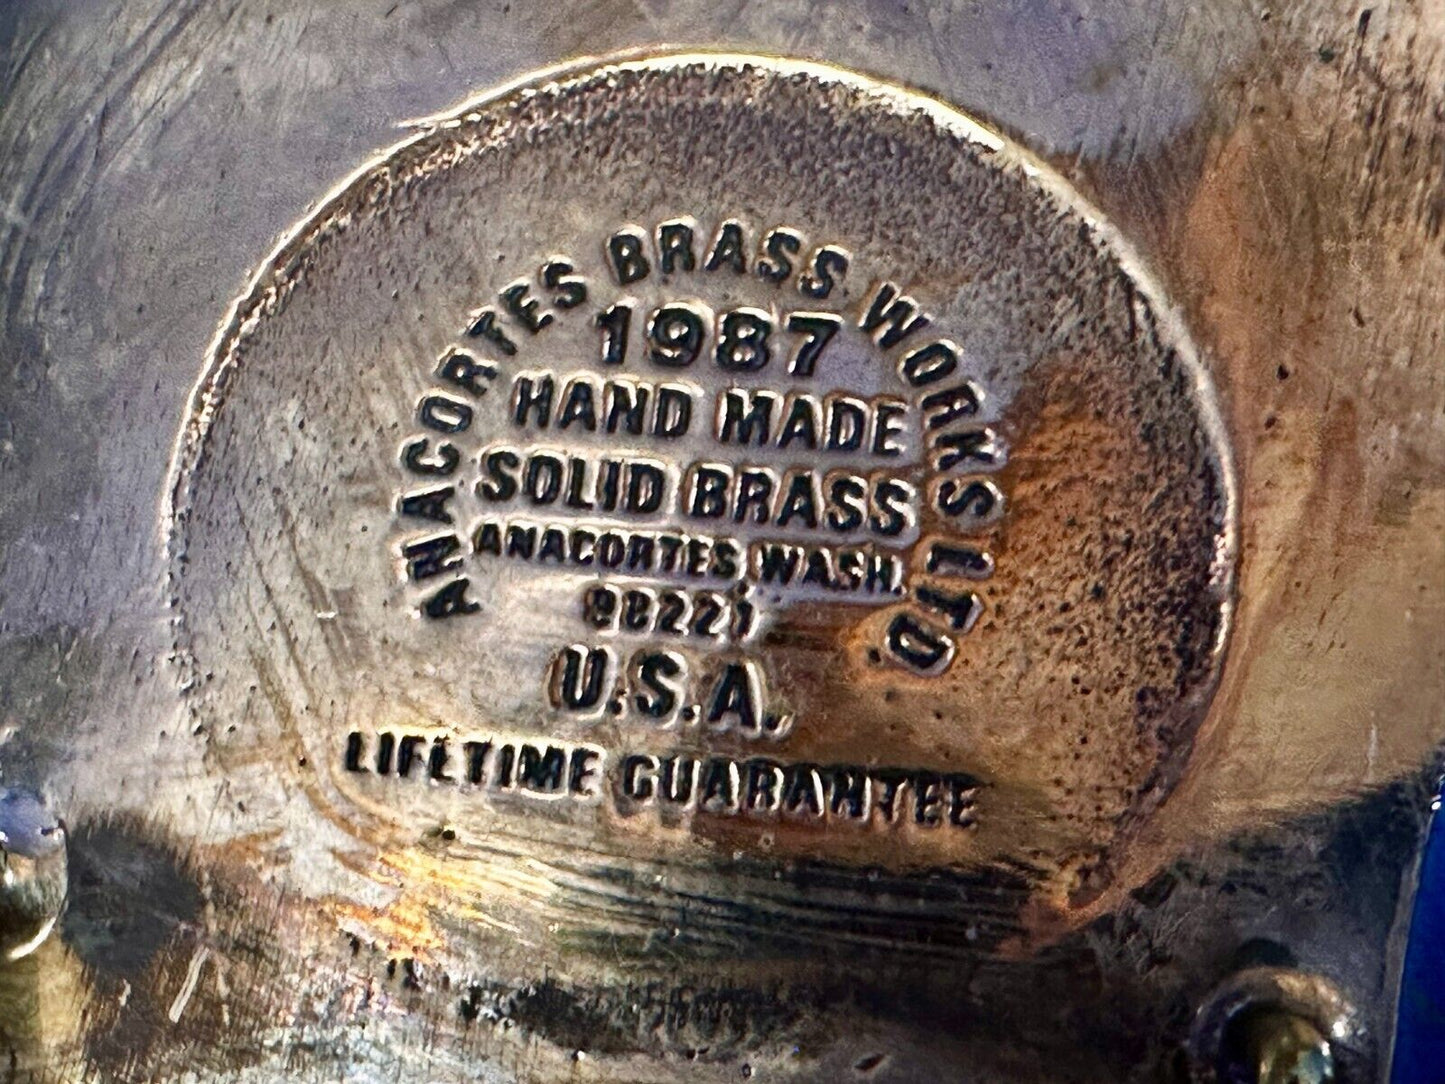 ANACORTES BRASS WORKS LTD.
1987
HAND MADE
SOLID BRASS
ANACORTES, WASH.
98221
U.S.A.
LIFETIME GUARANTEE